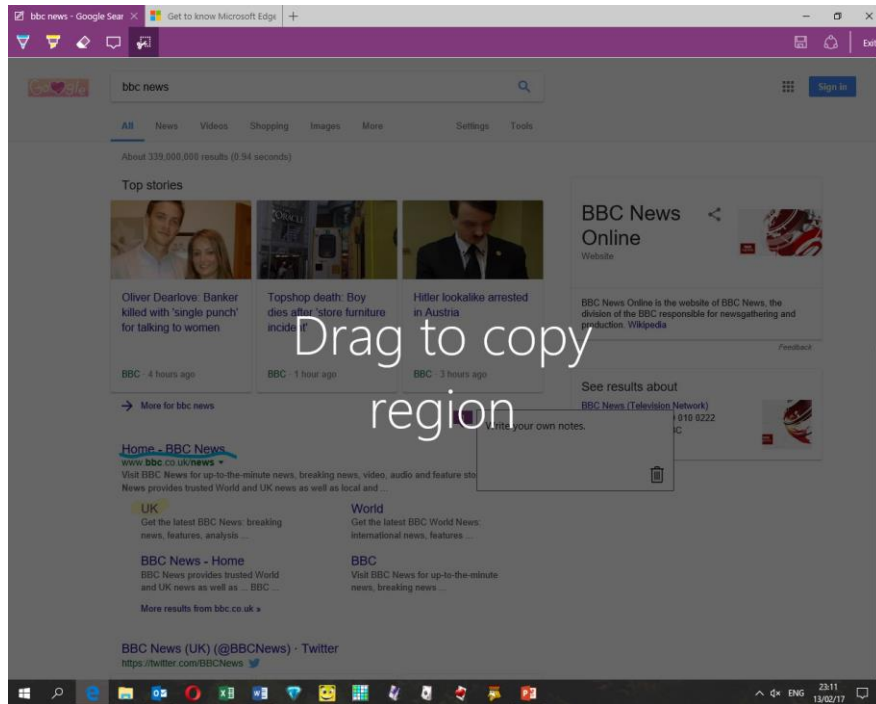 bbc news - Google Sear
Get to know Microsoft Edge
Exit
Google
bbc news
Sign in
All News Videos Shopping Images More Settings Tools
About 339,000,000 results (0.94 seconds)
Top stories
ORACLE
Oliver Dearlove: Banker
killed with 'single punch'
for talking to women
BBC - 4 hours ago
Topshop death: Boy
dies after 'store furniture
incident'
BBC - 1 hour ago
Hitler lookalike arrested
in Austria
BBC - 3 hours ago
More for bbc news
BBC News
Online
Website
BBC News Online is the website of BBC News, the
division of the BBC responsible for newsgathering and
production. Wikipedia
Feedback
See results about
BBC News (Television Network)
010 0222
Drag to copy
region
Write your own notes.
Home - BBC News
www.bbc.co.uk/news
Visit BBC News for up-to-the-minute news, breaking news, video, audio and feature sto
News provides trusted World and UK news as well as local and ...
UK
Get the latest BBC News: breaking
news, features, analysis ...
World
Get the latest BBC World News:
international news, features ...
BBC News - Home
BBC News provides trusted World
and UK news as well as ... BBC ...
BBC
Visit BBC News for up-to-the-minute
news, breaking news ...
More results from bbc.co.uk »
BBC News (UK) (@BBCNews) · Twitter
https://twitter.com/BBCNews
ENG
23:11
13/02/17